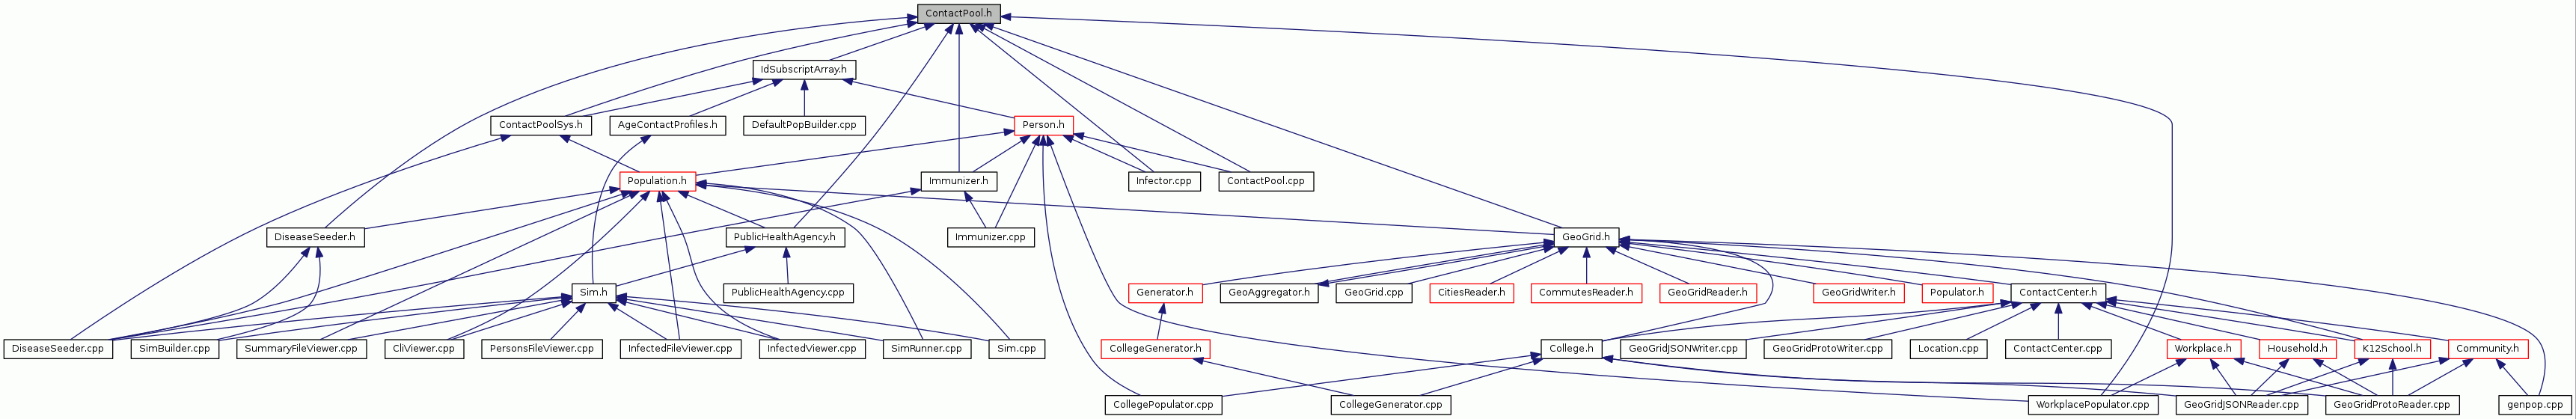 ContactPool.h
IdSubscriptArray.h
ContactPoolSys.h
AgeContactProfiles.h
DefaultPopBuilder.cpp
Person.h
Population.h
Immunizer.h
Infector.cpp
ContactPool.cpp
DiseaseSeeder.h
PublicHealthAgency.h
Immunizer.cpp
GeoGrid.h
Sim.h
PublicHealthAgency.cpp
Generator.h
GeoAggregator.h
GeoGrid.cpp
CitiesReader.h
CommutesReader.h
GeoGridReader.h
GeoGridWriter.h
Populator.h
ContactCenter.h
DiseaseSeeder.cpp
SimBuilder.cpp
SummaryFileViewer.cpp
CliViewer.cpp
PersonsFileViewer.cpp
InfectedFileViewer.cpp
InfectedViewer.cpp
SimRunner.cpp
Sim.cpp
CollegeGenerator.h
College.h
GeoGridJSONWriter.cpp
GeoGridProtoWriter.cpp
Location.cpp
ContactCenter.cpp
Workplace.h
Household.h
K12School.h
Community.h
CollegePopulator.cpp
CollegeGenerator.cpp
WorkplacePopulator.cpp
GeoGridJSONReader.cpp
GeoGridProtoReader.cpp
genpop.cpp